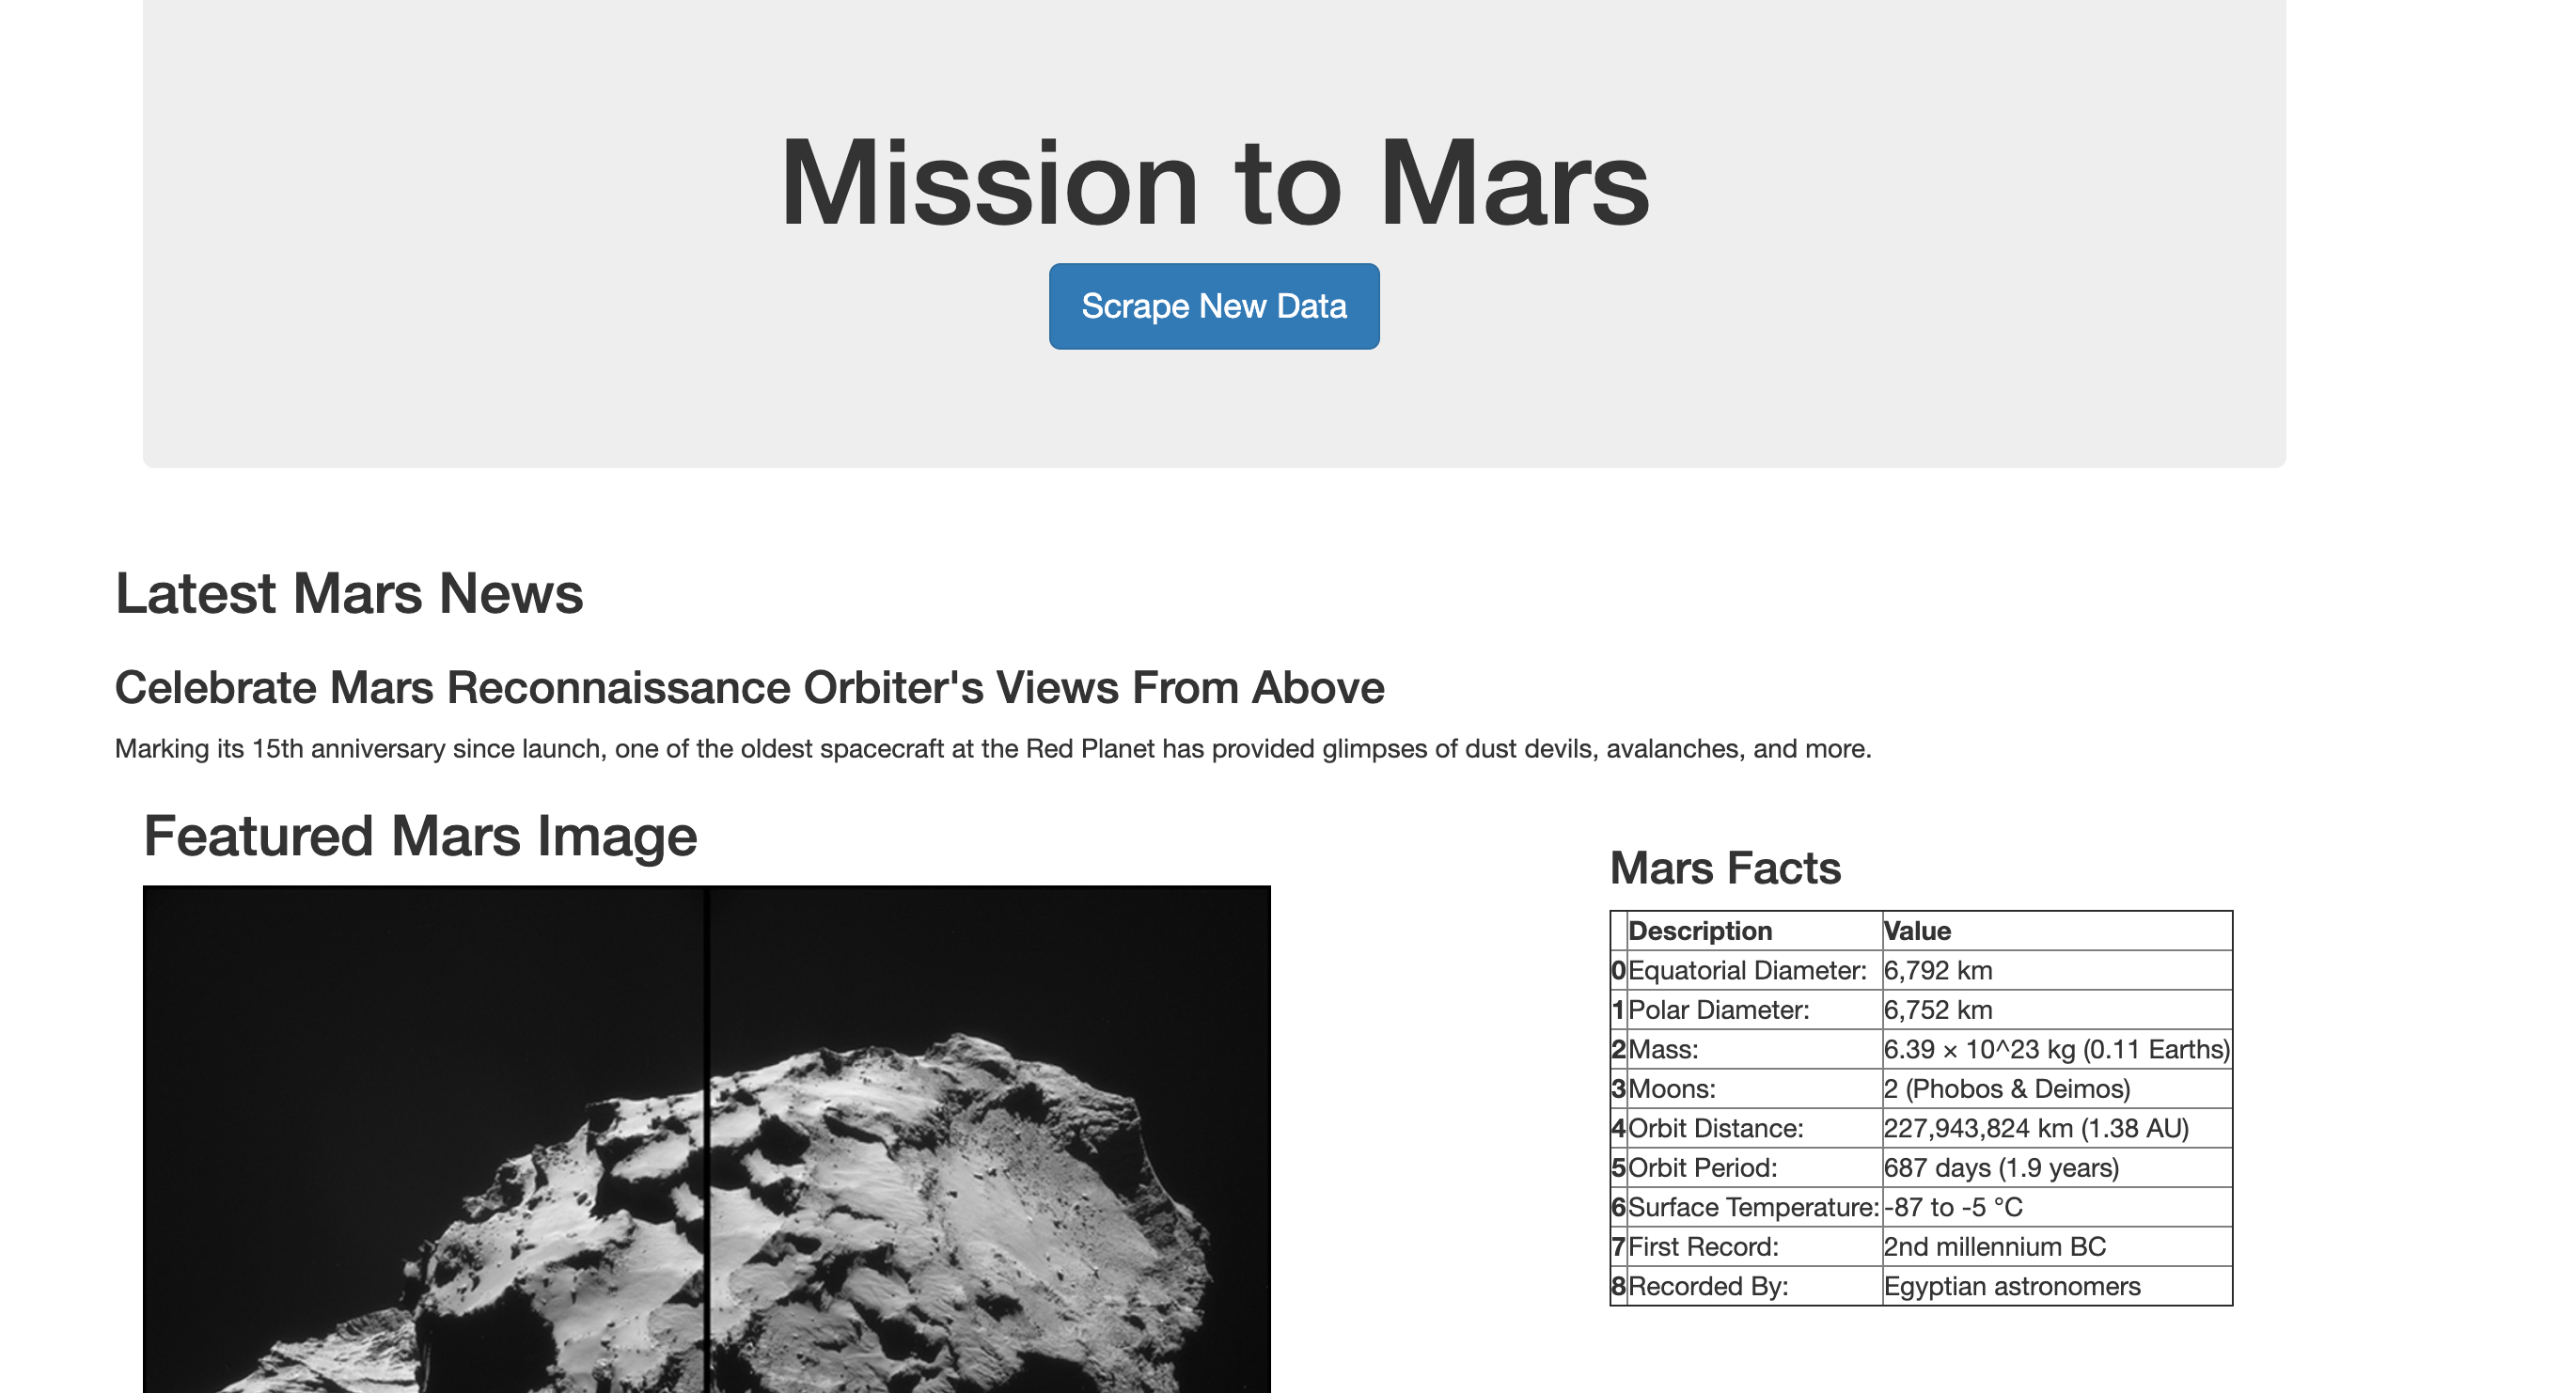 Mission to Mars
Scrape New Data
Latest Mars News
Celebrate Mars Reconnaissance Orbiter's Views From Above
Marking its 15th anniversary since launch, one of the oldest spacecraft at the Red Planet has provided glimpses of dust devils, avalanches, and more.
Featured Mars Image
Mars Facts
Description Value
0 Equatorial Diameter: 6,792 km
1 Polar Diameter: 6,752 km
2 Mass: 6.39 × 10^23 kg (0.11 Earths)
3 Moons: 2 (Phobos & Deimos)
4 Orbit Distance: 227,943,824 km (1.38 AU)
5 Orbit Period: 687 days (1.9 years)
6 Surface Temperature: -87 to -5 °C
7 First Record: 2nd millennium BC
8 Recorded By: Egyptian astronomers